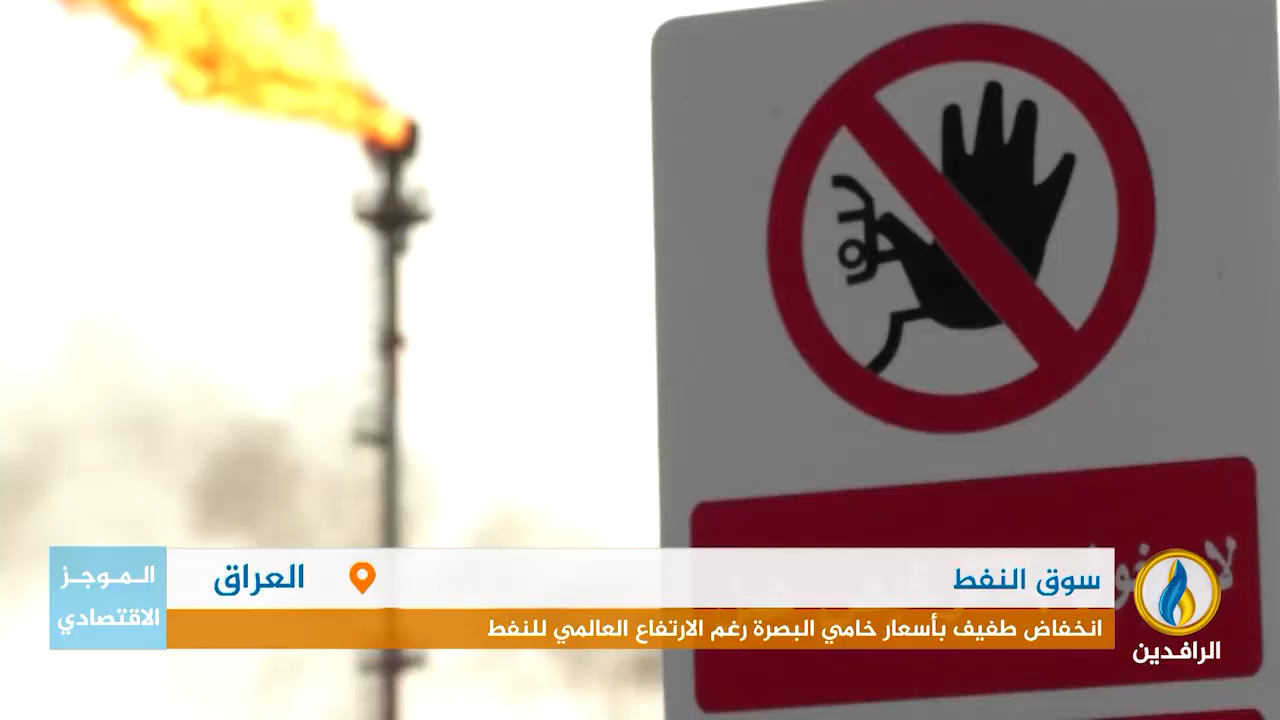 سوق النفط
العراق
انخفاض طفيف بأسعار خامي البصرة رغم الارتفاع العالمي للنفط
الموجز
الاقتصادي
الرافدين